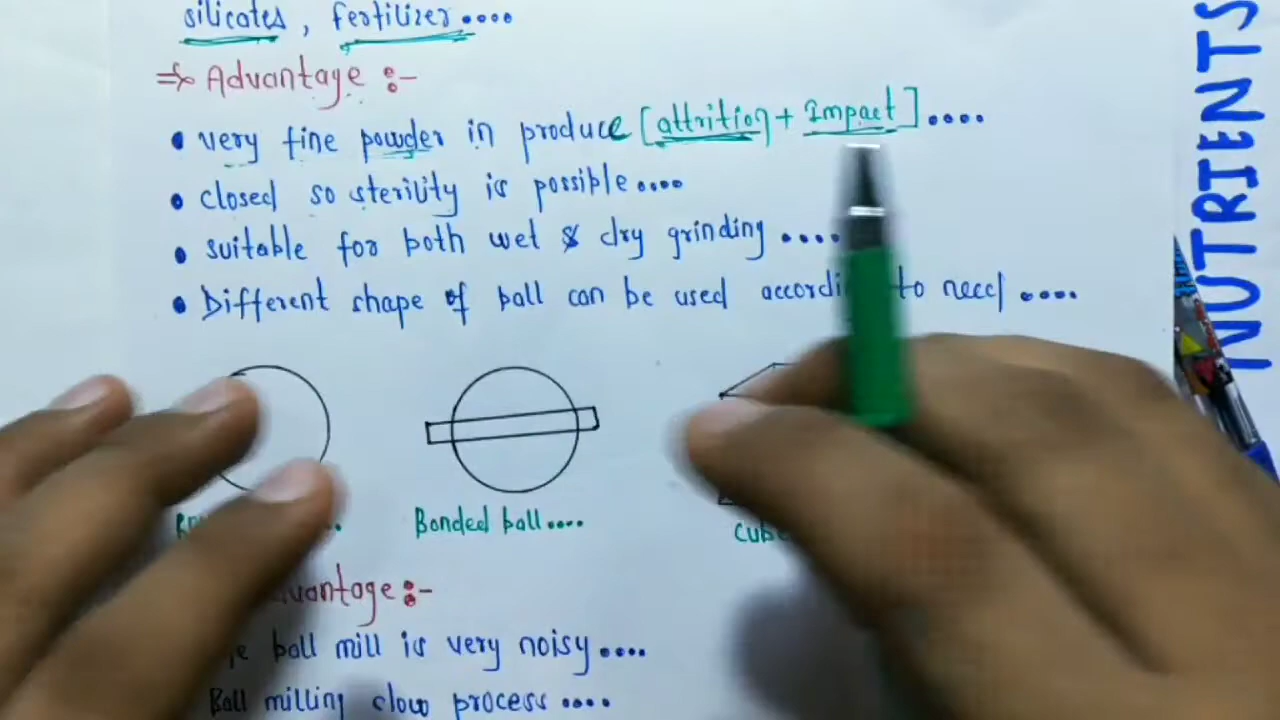 silicates, fertilizer....
⇒ Advantage :-
• very fine powder in produce [attrition + Impact]....
• closed so sterility is possible....
• suitable for both wet & dry grinding ....
• Different shape of ball can be used to need ....
Bonded ball....
ball mill is very noisy....
Ball milling slow process ....
NUTRIENTS